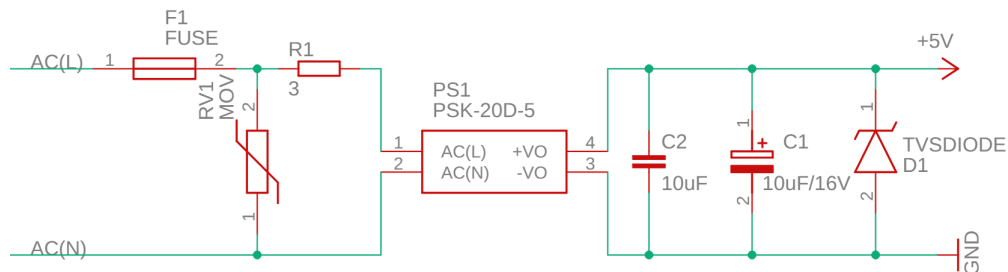 F1
FUSE
AC(L)
1
2
R1
3
RV1
MOV
2
1
AC(N)
PS1
PSK-20D-5
1
2
AC(L)
+VO
AC(N)
-VO
4
3
C2
10uF
1
+
C1
10uF/16V
2
+5V
1
TVSDIODE
D1
2
GND